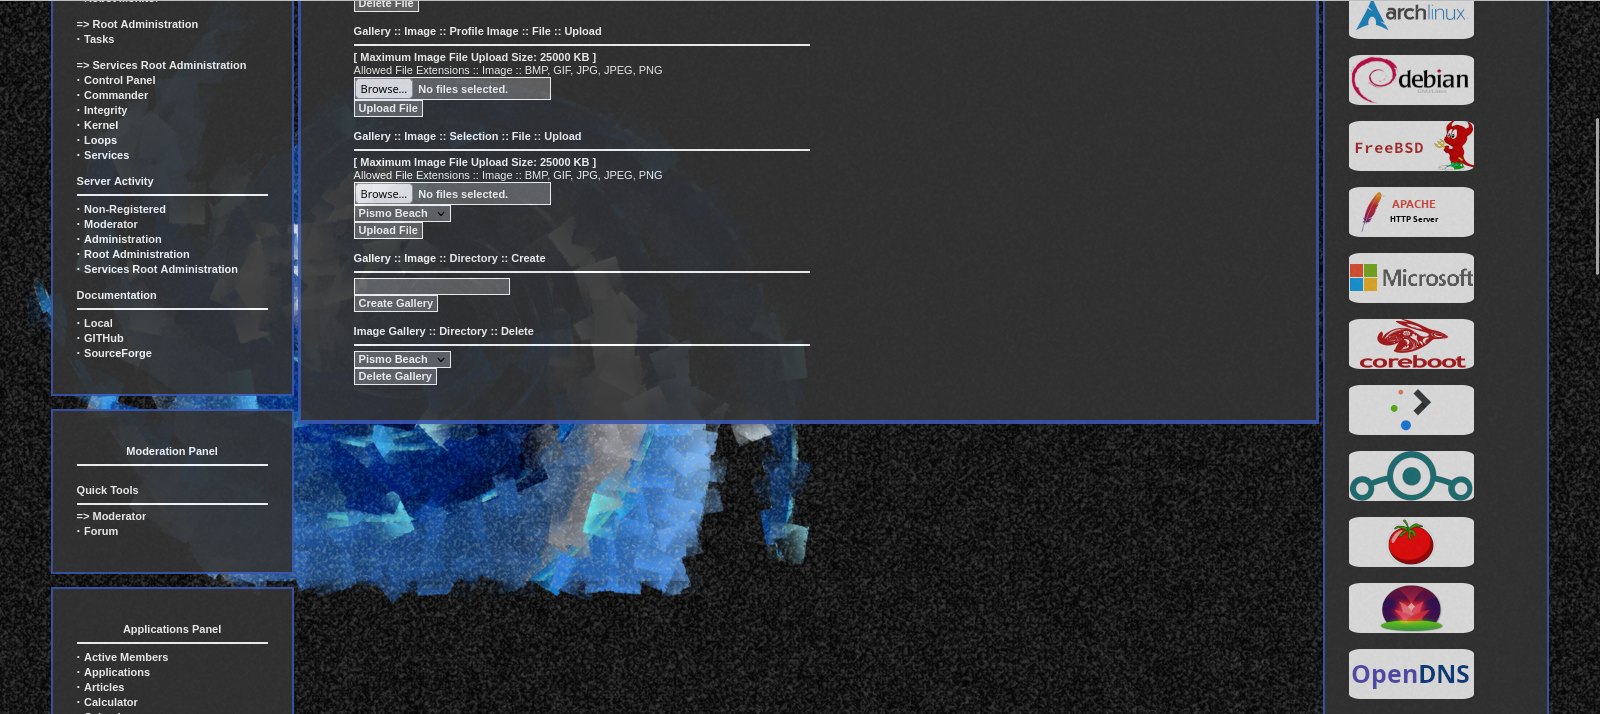 => Root Administration
· Tasks
=> Services Root Administration
· Control Panel
· Commander
· Integrity
· Kernel
· Loops
· Services
Server Activity
· Non-Registered
· Moderator
· Administration
· Root Administration
· Services Root Administration
Documentation
· Local
· GITHub
· SourceForge
Moderation Panel
Quick Tools
=> Moderator
· Forum
Applications Panel
· Active Members
· Applications
· Articles
· Calculator
Delete File
Gallery :: Image :: Profile Image :: File :: Upload
[ Maximum Image File Upload Size: 25000 KB ]
Allowed File Extensions :: Image :: BMP, GIF, JPG, JPEG, PNG
Browse... No files selected.
Upload File
Gallery :: Image :: Selection :: File :: Upload
[ Maximum Image File Upload Size: 25000 KB ]
Allowed File Extensions :: Image :: BMP, GIF, JPG, JPEG, PNG
Browse... No files selected.
Pismo Beach
Upload File
Gallery :: Image :: Directory :: Create
Create Gallery
Image Gallery :: Directory :: Delete
Pismo Beach
Delete Gallery
archlinux
debian
FreeBSD
APACHE
HTTP Server
Microsoft
coreboot
OpenDNS